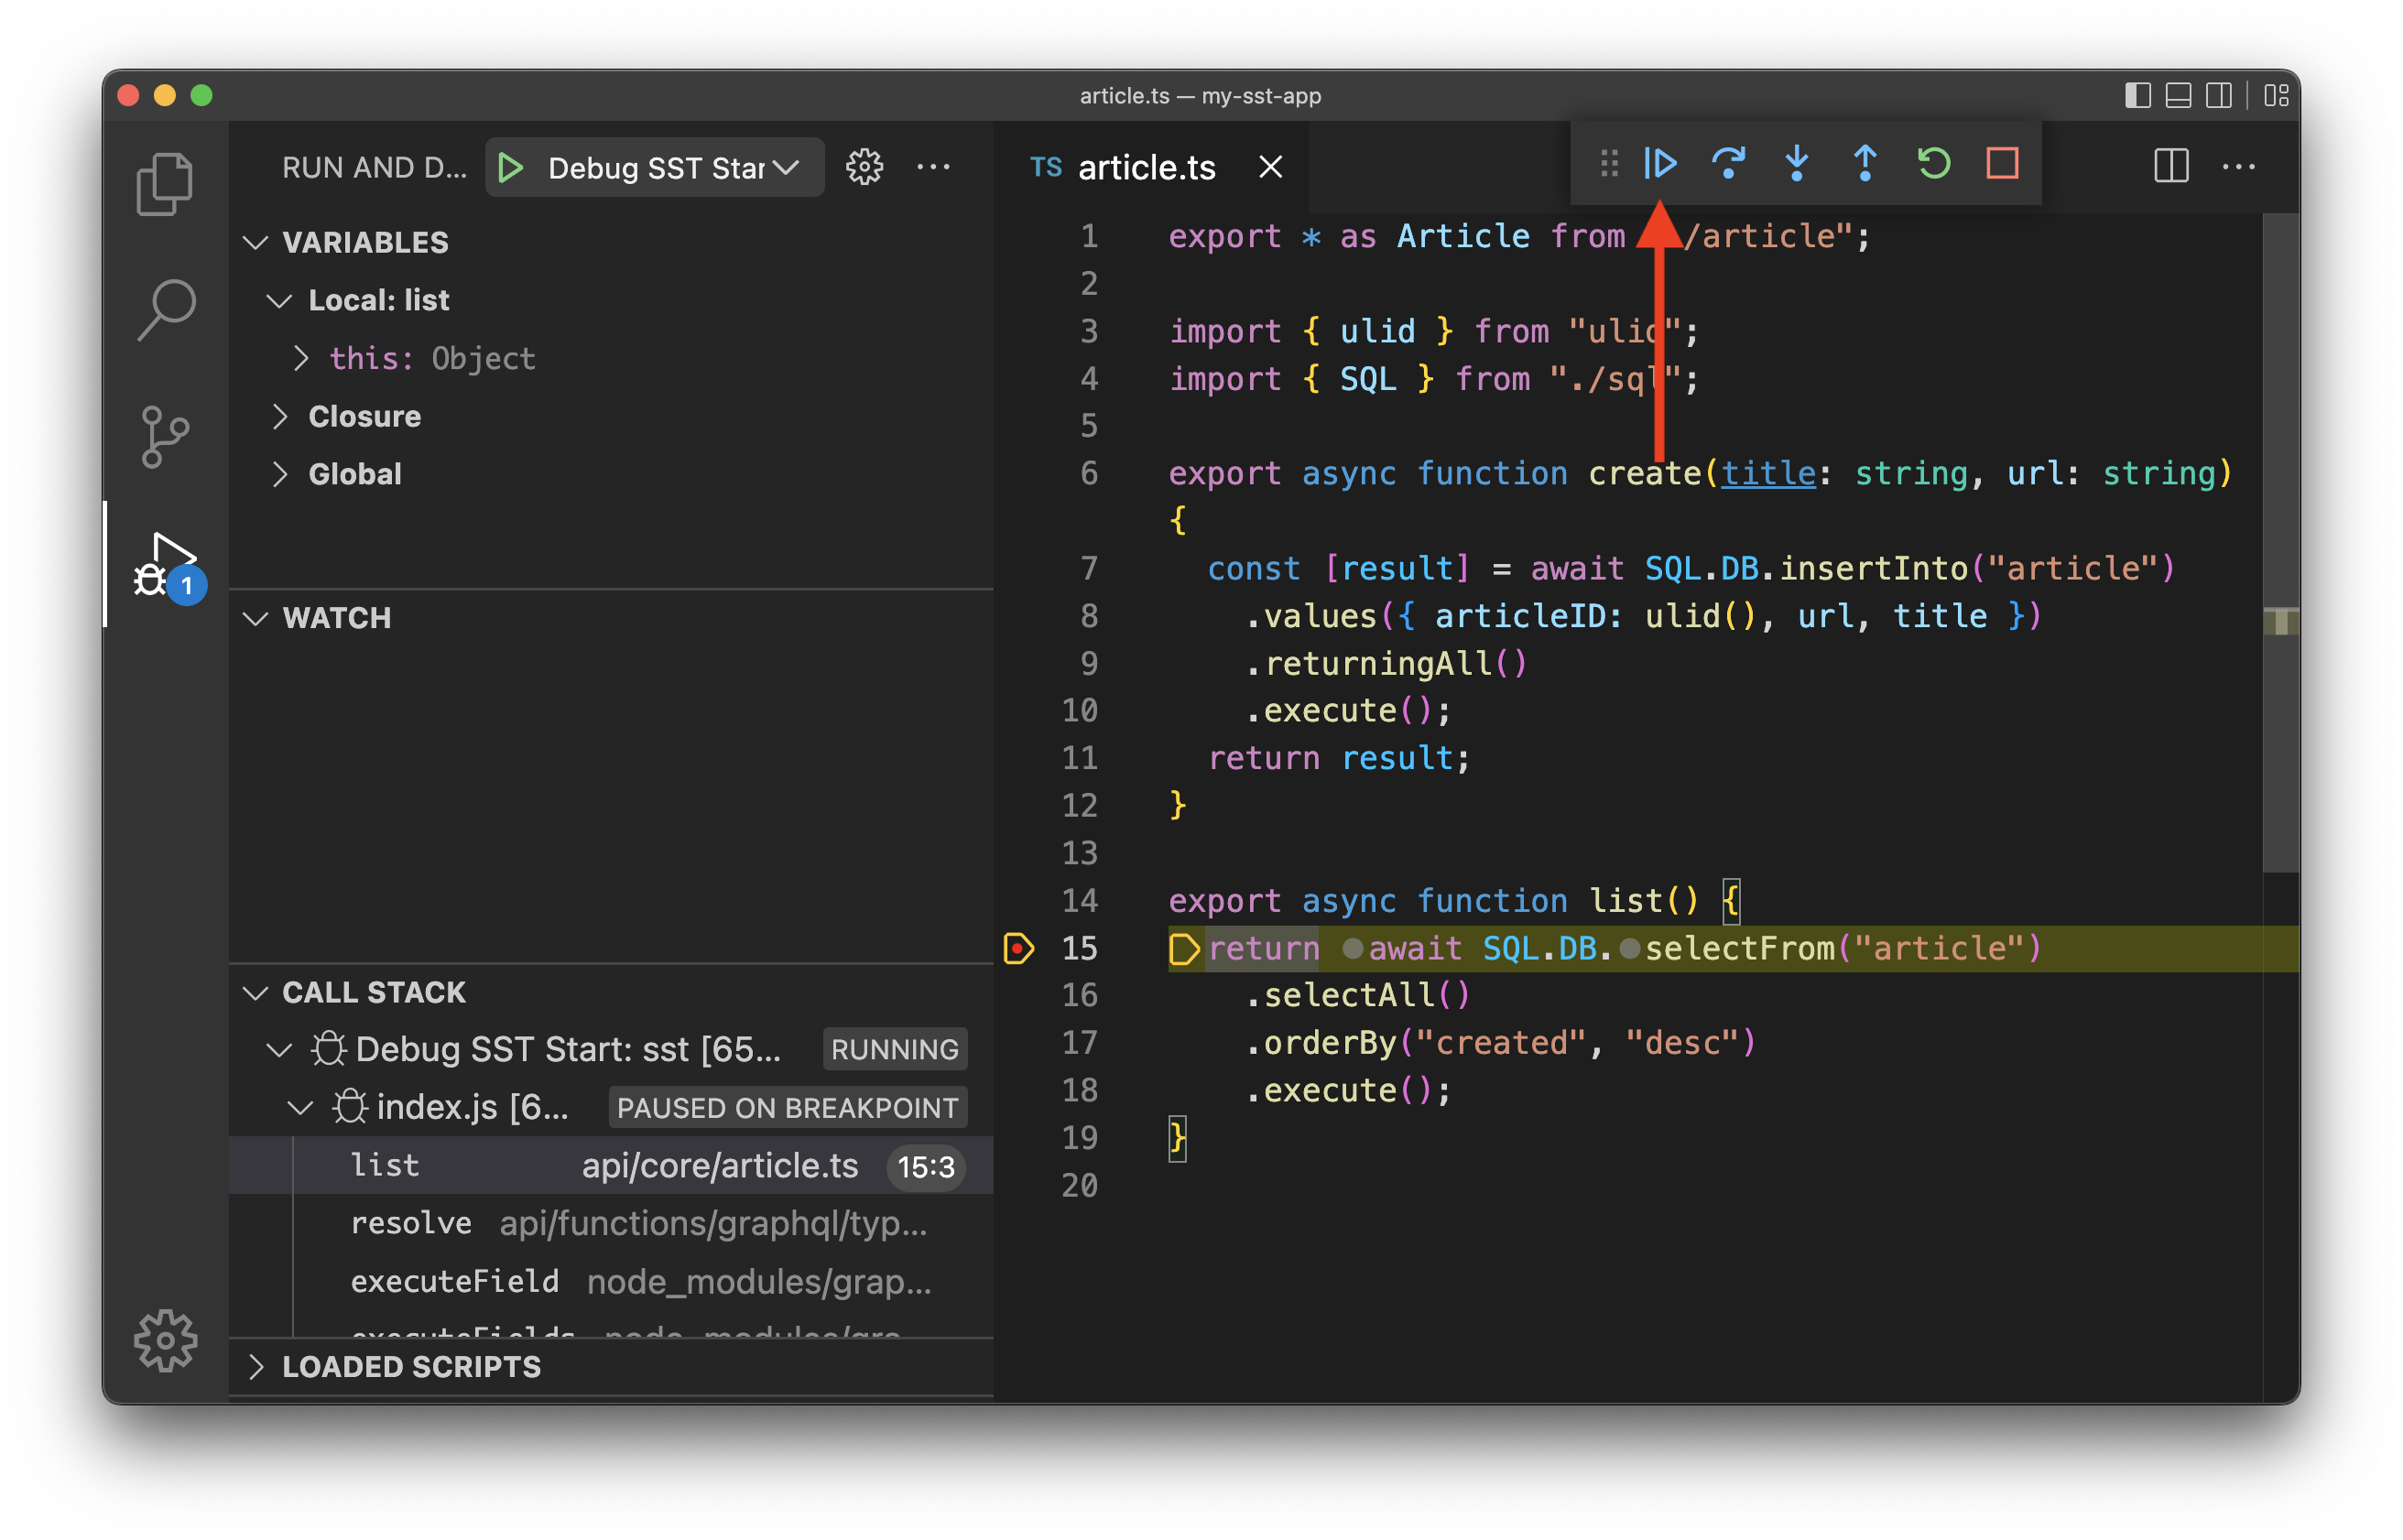 article.ts — my-sst-app
RUN AND D...
Debug SST Star
VARIABLES
Local: list
this: Object
Closure
Global
1
WATCH
CALL STACK
Debug SST Start: sst [65... RUNNING
index.js [6... PAUSED ON BREAKPOINT
list api/core/article.ts 15:3
resolve api/functions/graphql/typ...
executeField node_modules/grap...
executeFields node_modules/gra...
LOADED SCRIPTS
TS article.ts
1 export * as Article from /article";
2
3 import { ulid } from "ulid";
4 import { SQL } from "./sql";
5
6 export async function create(title: string, url: string)
{
7 const [result] = await SQL.DB.insertInto("article")
8 .values({ articleID: ulid(), url, title })
9 .returningAll()
10 .execute();
11 return result;
12 }
13
14 export async function list() {
15 return await SQL.DB.selectFrom("article")
16 .selectAll()
17 .orderBy("created", "desc")
18 .execute();
19 }
20